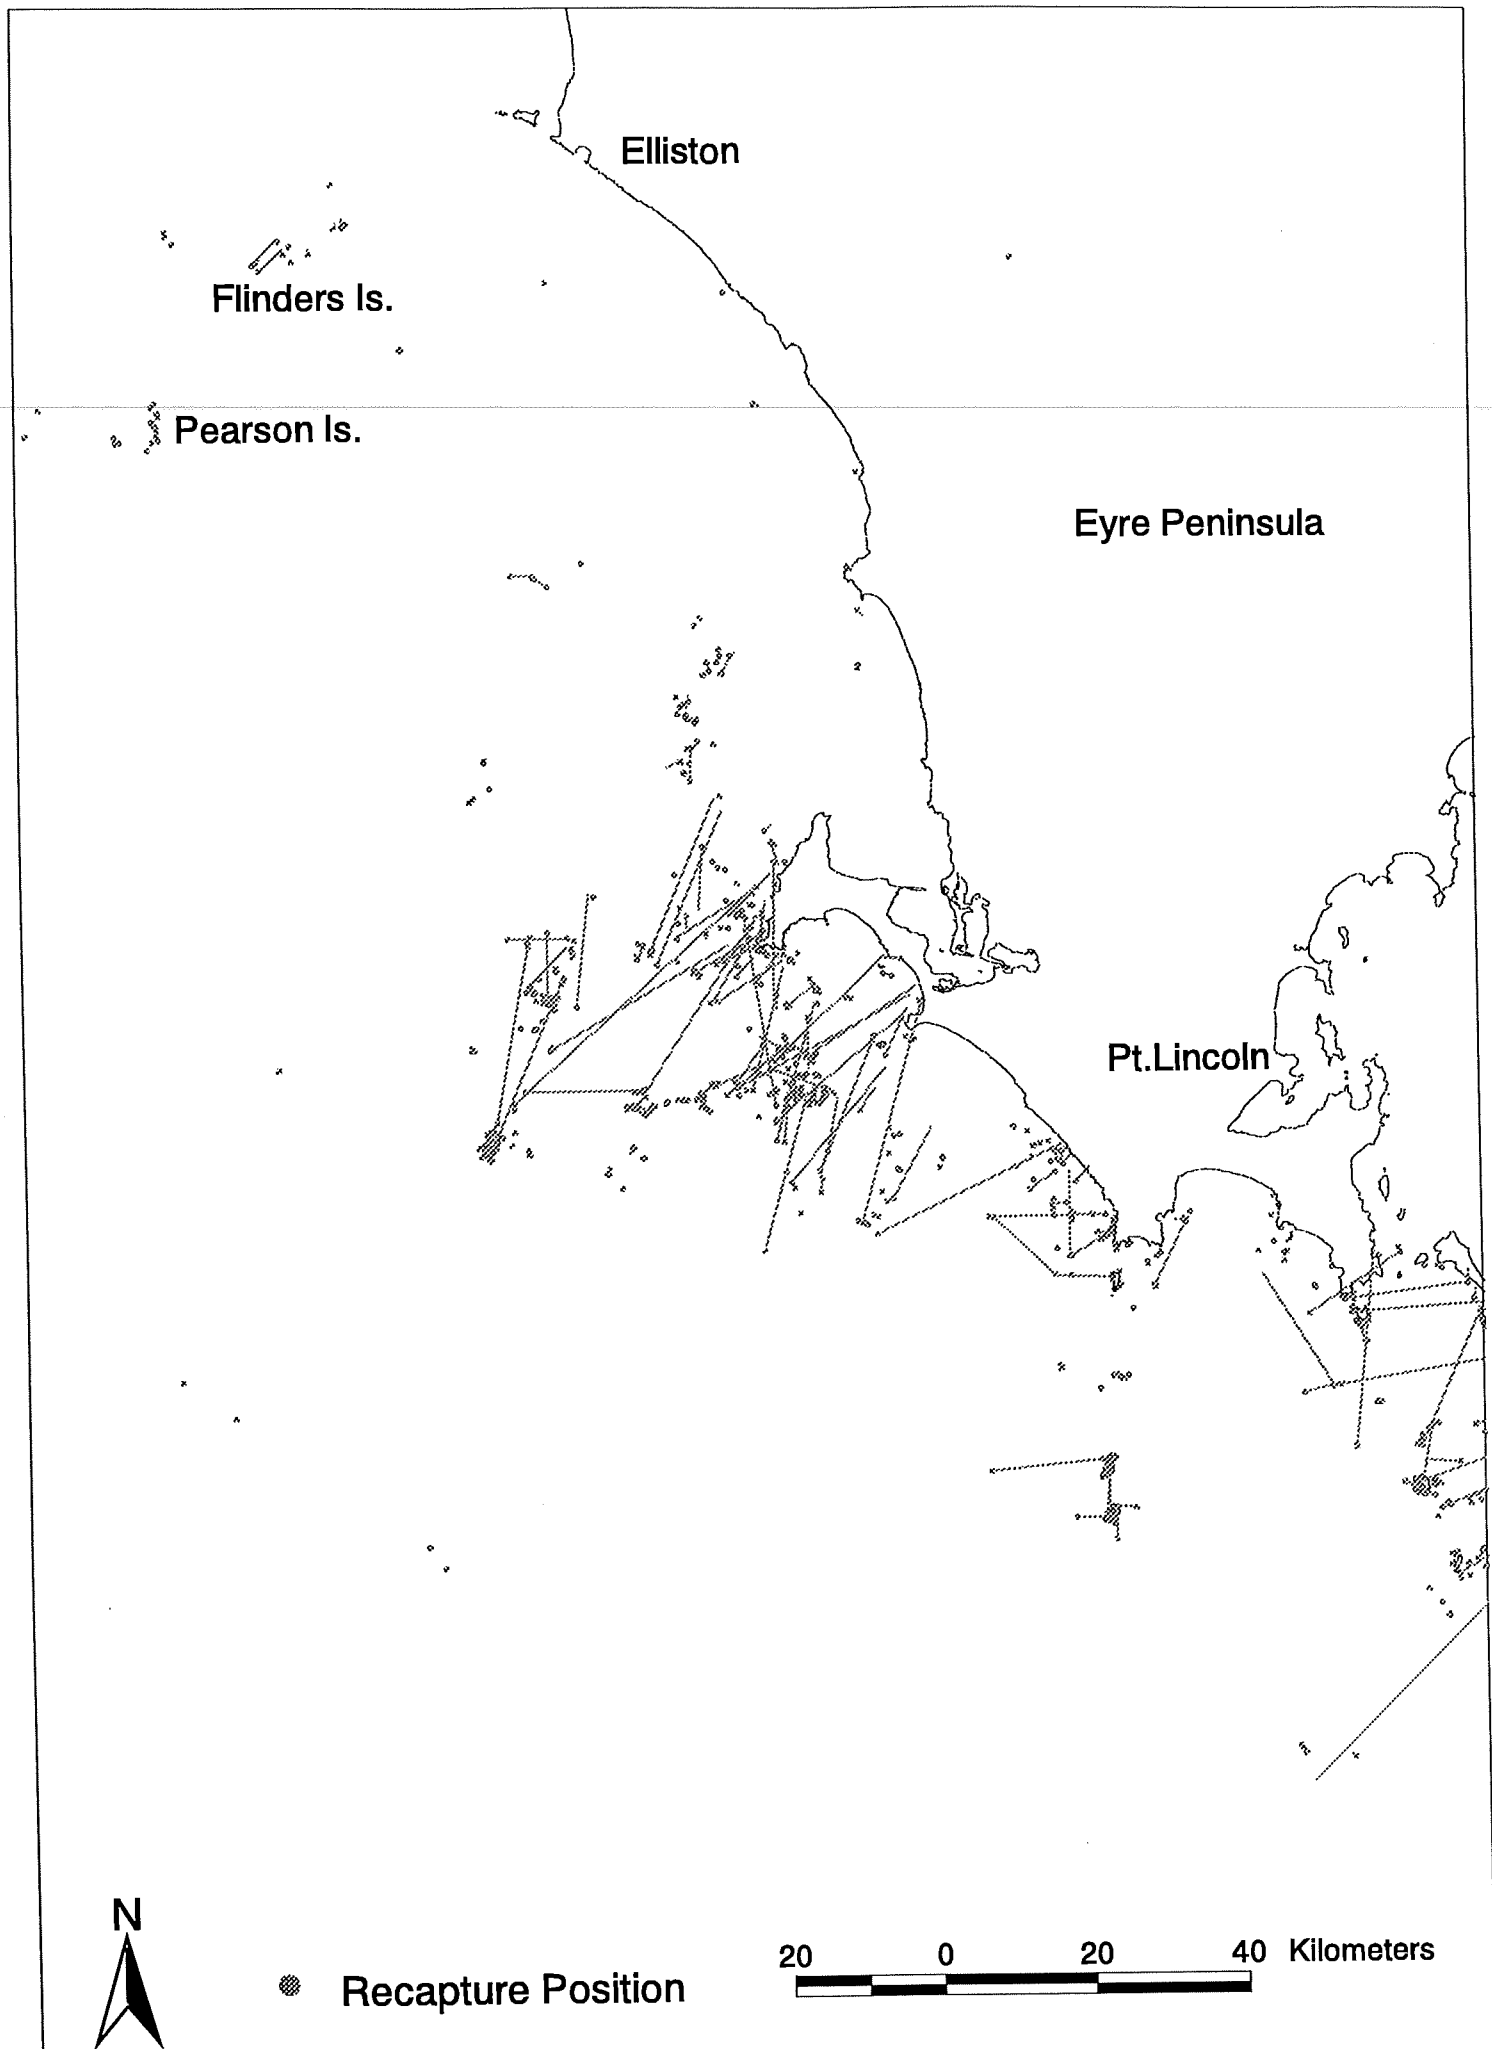 Elliston
Flinders Is.
Pearson Is.
Eyre Peninsula
Pt.Lincoln
N
Recapture Position
20 0 20 40 Kilometers